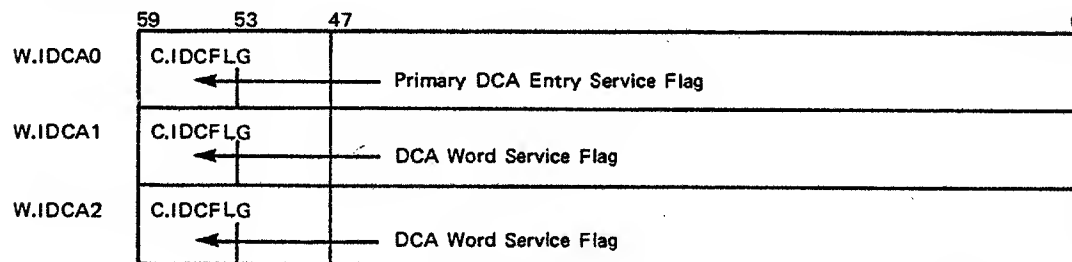 59 53 47
W.IDCA0 C.IDCFLG
Primary DCA Entry Service Flag
W.IDCA1 C.IDCFLG
DCA Word Service Flag
W.IDCA2 C.IDCFLG
DCA Word Service Flag